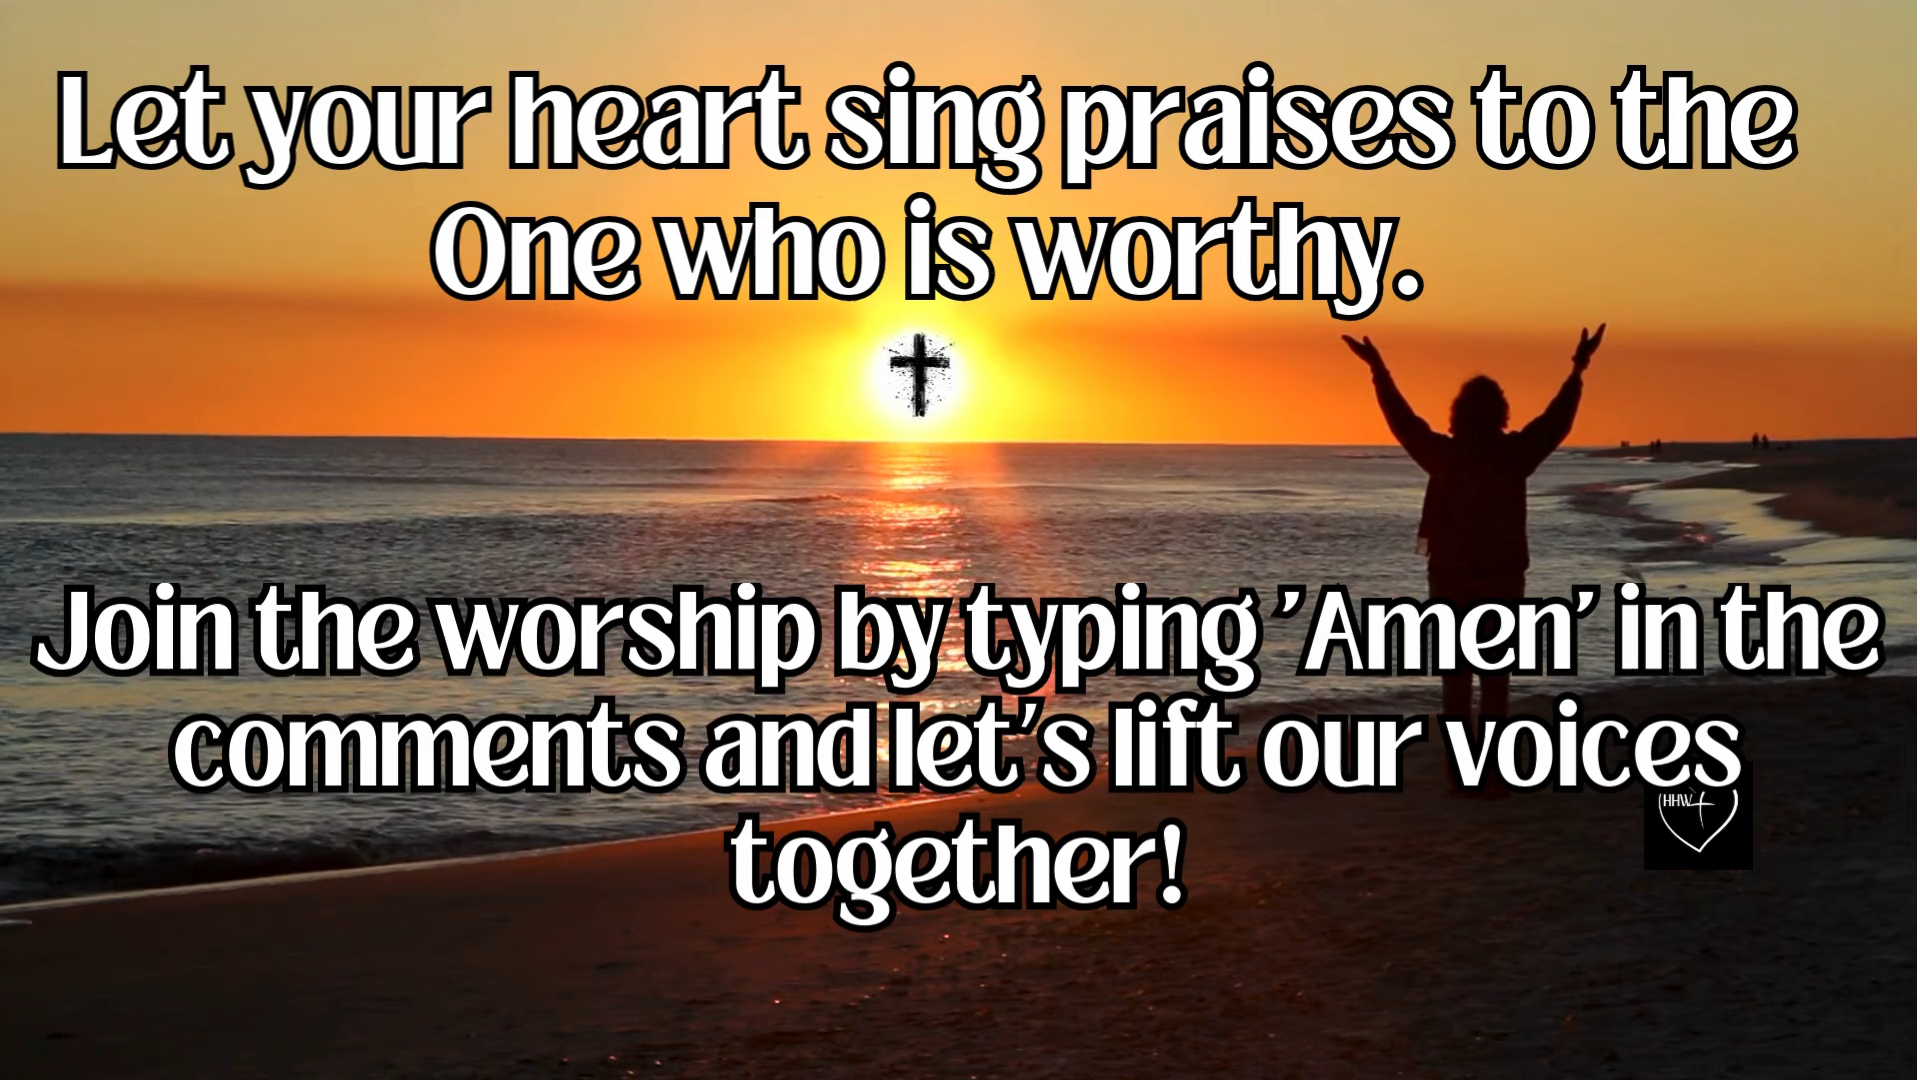 Let your heart sing praises to the
One who is worthy.
Join the worship by typing 'Amen' in the
comments and let's lift our voices
together!
HHW